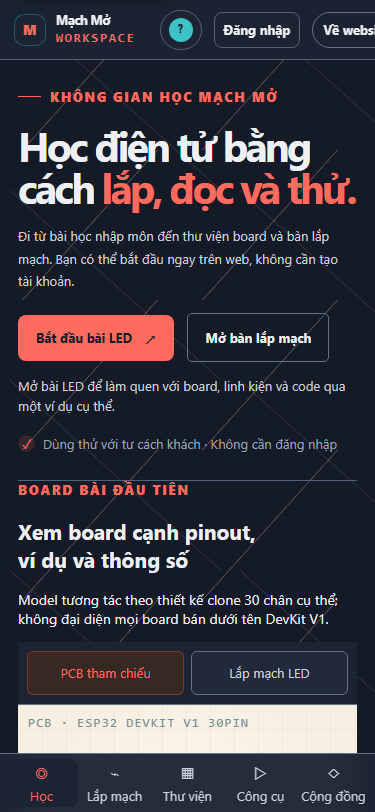 M
Mạch Mở
WORKSPACE
?
Đăng nhập
Về websi
KHÔNG GIAN HỌC MẠCH MỞ
Học điện tử bằng
cách lắp, đọc và thử.
Đi từ bài học nhập môn đến thư viện board và bàn lắp
mạch. Bạn có thể bắt đầu ngay trên web, không cần tạo
tài khoản.
Bắt đầu bài LED ↗
Mở bàn lắp mạch
Mở bài LED để làm quen với board, linh kiện và code qua
một ví dụ cụ thể.
✓ Dùng thử với tư cách khách · Không cần đăng nhập
BOARD BÀI ĐẦU TIÊN
Xem board cạnh pinout,
ví dụ và thông số
Model tương tác theo thiết kế clone 30 chân cụ thể;
không đại diện mọi board bán dưới tên DevKit V1.
PCB tham chiếu
Lắp mạch LED
PCB · ESP32 DEVKIT V1 30PIN
Học
Lắp mạch
Thư viện
Công cụ
Cộng đồng